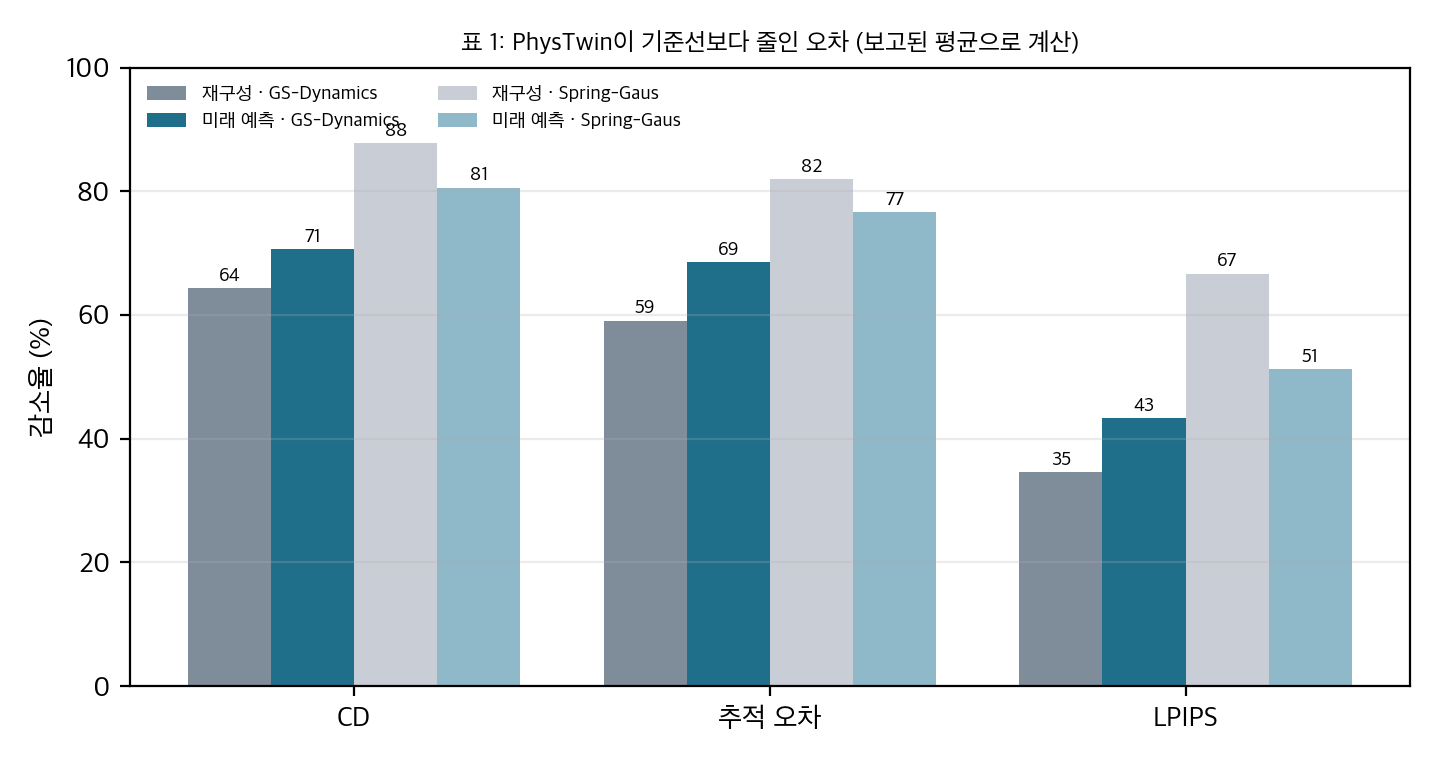 표 1: PhysTwin이 기준선보다 줄인 오차 (보고된 평균으로 계산)
감소율 (%)
100
80
60
40
20
0
재구성 · GS-Dynamics
미래 예측 · GS-Dynamics
재구성 · Spring-Gaus
미래 예측 · Spring-Gaus
64
71
88
81
59
69
82
77
35
43
67
51
CD
추적 오차
LPIPS